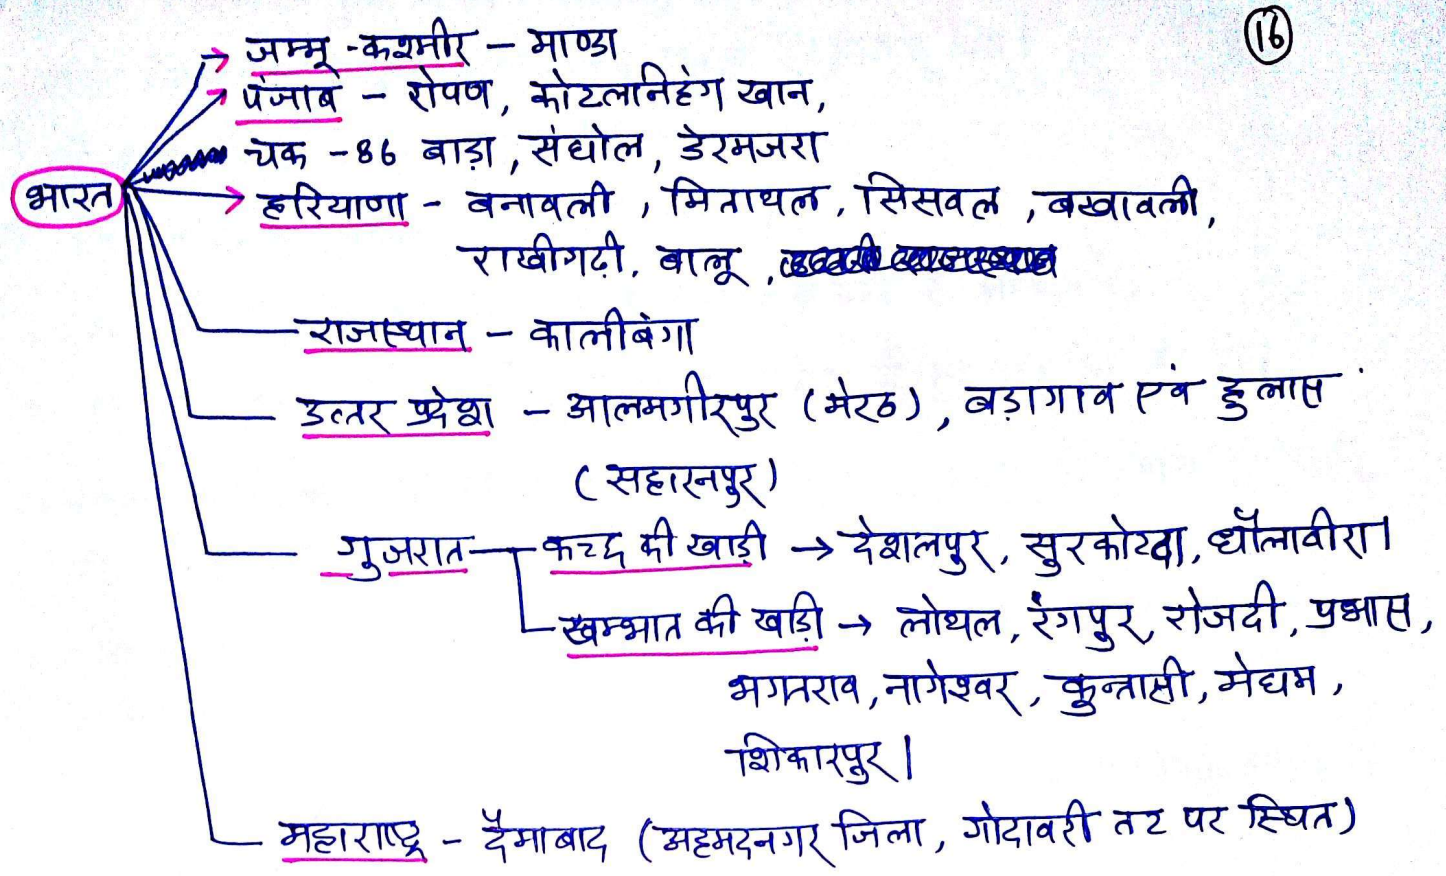 16
जम्मू-कश्मीर – माण्डा
पंजाब – रोपण, कोटलानिहंग खान,
चक – 86 बाड़ा, संघोल, डेरमजरा
भारत
हरियाणा – बनावली, मिताथल, सिसवल, बखावली,
राखीगढ़ी, बालू,
राजस्थान – कालीबंगा
उत्तर प्रदेश – आलमगीरपुर (मेरठ), बड़ागाव एवं हुलास
(सहारनपुर)
गुजरात – कच्छ की खाड़ी → देशलपुर, सुरकोटदा, धौलावीरा।
खम्भात की खाड़ी → लोथल, रंगपुर, रोजदी, प्रभास,
भगतराव, नागेश्वर, कुन्तासी, मेघम,
शिकारपुर।
महाराष्ट्र – दैमाबाद (अहमदनगर जिला, गोदावरी तट पर स्थित)